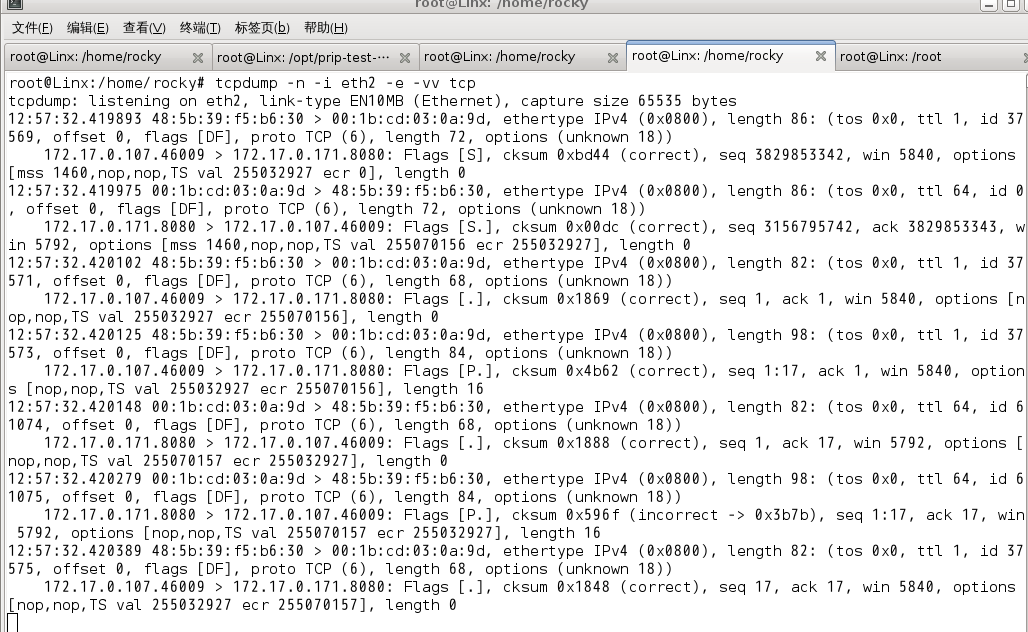 root@Linx: /home/rocky
文件(F) 编辑(E) 查看(V) 终端(T) 标签页(b) 帮助(H)
root@Linx: /home/rocky root@Linx: /opt/prip-test-··· root@Linx: /home/rocky root@Linx: /home/rocky root@Linx: /root
root@Linx:/home/rocky# tcpdump -n -i eth2 -e -vv tcp
tcpdump: listening on eth2, link-type EN10MB (Ethernet), capture size 65535 bytes
12:57:32.419893 48:5b:39:f5:b6:30 > 00:1b:cd:03:0a:9d, ethertype IPv4 (0x0800), length 86: (tos 0x0, ttl 1, id 37
569, offset 0, flags [DF], proto TCP (6), length 72, options (unknown 18))
172.17.0.107.46009 > 172.17.0.171.8080: Flags [S], cksum 0xbd44 (correct), seq 3829853342, win 5840, options
[mss 1460,nop,nop,TS val 255032927 ecr 0], length 0
12:57:32.419975 00:1b:cd:03:0a:9d > 48:5b:39:f5:b6:30, ethertype IPv4 (0x0800), length 86: (tos 0x0, ttl 64, id 0
, offset 0, flags [DF], proto TCP (6), length 72, options (unknown 18))
172.17.0.171.8080 > 172.17.0.107.46009: Flags [S.], cksum 0x00dc (correct), seq 3156795742, ack 3829853343, w
in 5792, options [mss 1460,nop,nop,TS val 255070156 ecr 255032927], length 0
12:57:32.420102 48:5b:39:f5:b6:30 > 00:1b:cd:03:0a:9d, ethertype IPv4 (0x0800), length 82: (tos 0x0, ttl 1, id 37
571, offset 0, flags [DF], proto TCP (6), length 68, options (unknown 18))
172.17.0.107.46009 > 172.17.0.171.8080: Flags [.], cksum 0x1869 (correct), seq 1, ack 1, win 5840, options [n
op,nop,TS val 255032927 ecr 255070156], length 0
12:57:32.420125 48:5b:39:f5:b6:30 > 00:1b:cd:03:0a:9d, ethertype IPv4 (0x0800), length 98: (tos 0x0, ttl 1, id 37
573, offset 0, flags [DF], proto TCP (6), length 84, options (unknown 18))
172.17.0.107.46009 > 172.17.0.171.8080: Flags [P.], cksum 0x4b62 (correct), seq 1:17, ack 1, win 5840, option
s [nop,nop,TS val 255032927 ecr 255070156], length 16
12:57:32.420148 00:1b:cd:03:0a:9d > 48:5b:39:f5:b6:30, ethertype IPv4 (0x0800), length 82: (tos 0x0, ttl 64, id 6
1074, offset 0, flags [DF], proto TCP (6), length 68, options (unknown 18))
172.17.0.171.8080 > 172.17.0.107.46009: Flags [.], cksum 0x1888 (correct), seq 1, ack 17, win 5792, options [
nop,nop,TS val 255070157 ecr 255032927], length 0
12:57:32.420279 00:1b:cd:03:0a:9d > 48:5b:39:f5:b6:30, ethertype IPv4 (0x0800), length 98: (tos 0x0, ttl 64, id 6
1075, offset 0, flags [DF], proto TCP (6), length 84, options (unknown 18))
172.17.0.171.8080 > 172.17.0.107.46009: Flags [P.], cksum 0x596f (incorrect -> 0x3b7b), seq 1:17, ack 17, win
5792, options [nop,nop,TS val 255070157 ecr 255032927], length 16
12:57:32.420389 48:5b:39:f5:b6:30 > 00:1b:cd:03:0a:9d, ethertype IPv4 (0x0800), length 82: (tos 0x0, ttl 1, id 37
575, offset 0, flags [DF], proto TCP (6), length 68, options (unknown 18))
172.17.0.107.46009 > 172.17.0.171.8080: Flags [.], cksum 0x1848 (correct), seq 17, ack 17, win 5840, options
[nop,nop,TS val 255032927 ecr 255070157], length 0